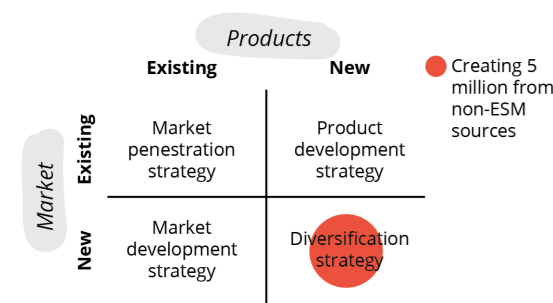 Products
Existing
New
Creating 5
million from
non-ESM
sources
Market
Existing
Market
penestration
strategy
Product
development
strategy
New
Market
development
strategy
Diversification
strategy